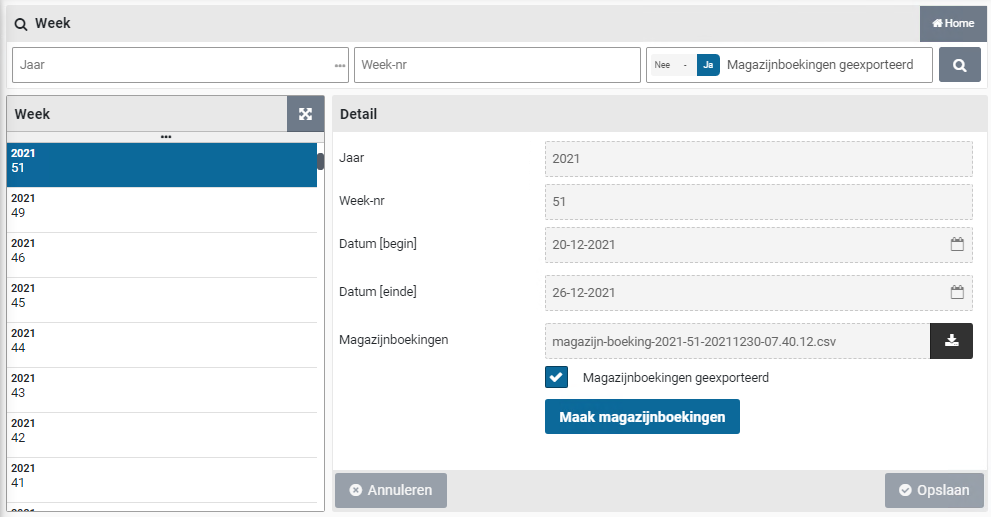 Week
Home
Jaar
Week-nr
Nee - Ja Magazijnboekingen geexporteerd
Week
2021
51
2021
49
2021
46
2021
45
2021
44
2021
43
2021
42
2021
41
2021
Detail
Jaar 2021
Week-nr 51
Datum [begin] 20-12-2021
Datum [einde] 26-12-2021
Magazijnboekingen magazijn-boeking-2021-51-20211230-07.40.12.csv
Magazijnboekingen geexporteerd
Maak magazijnboekingen
Annuleren
Opslaan